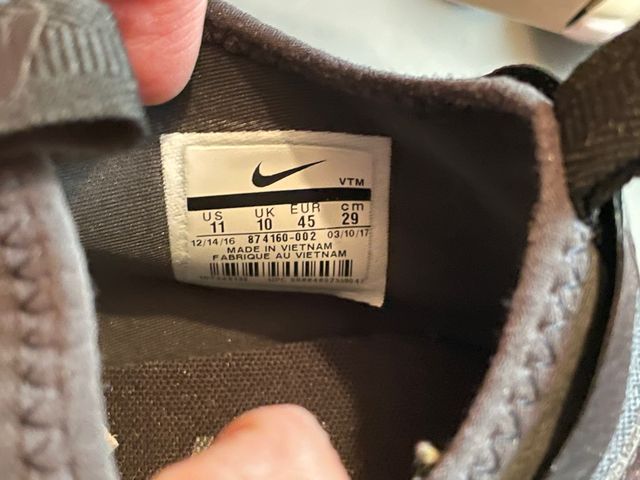 VTM
US UK EUR cm
11 10 45 29
12/14/16 874160-002 03/10/17
MADE IN VIETNAM
FABRIQUE AU VIETNAM
UPC